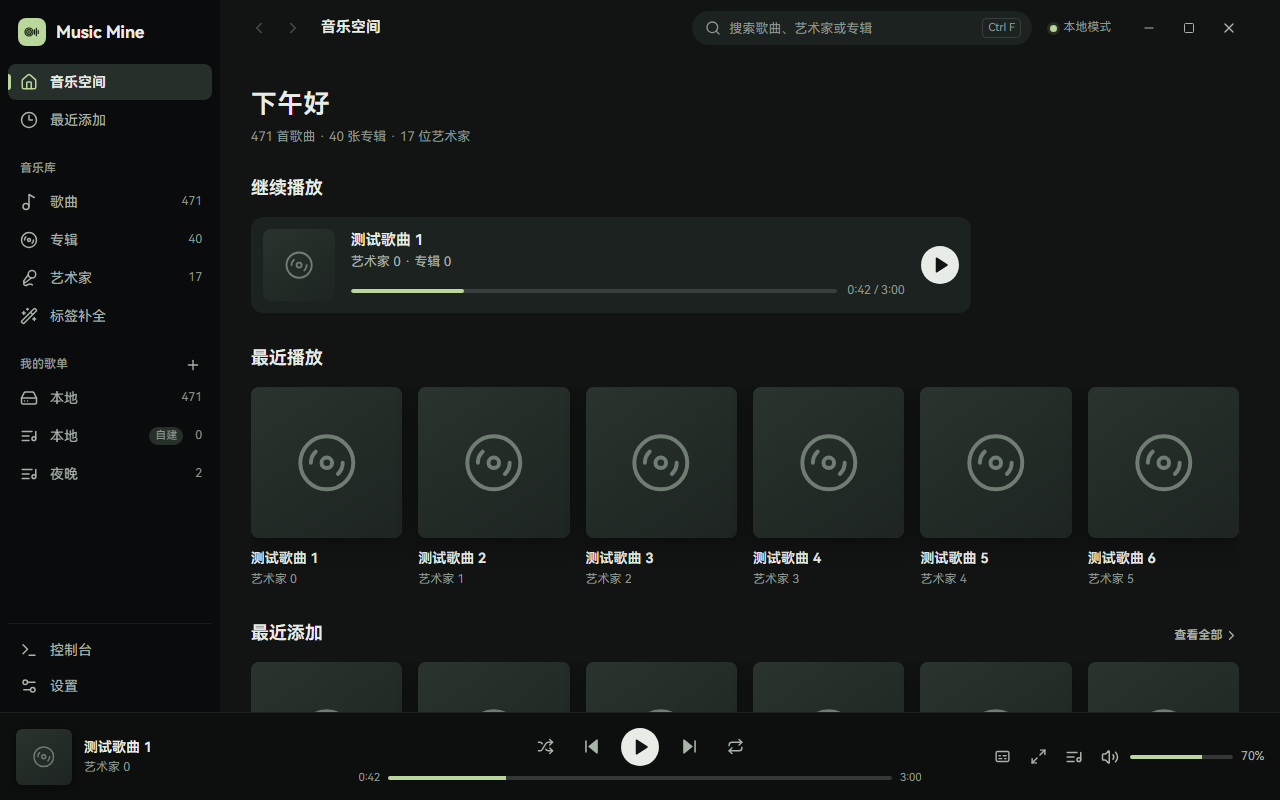 Music Mine
音乐空间
最近添加
音乐库
歌曲 471
专辑 40
艺术家 17
标签补全
我的歌单
本地 471
本地 自建 0
夜晚 2
控制台
设置
音乐空间
搜索歌曲、艺术家或专辑 Ctrl F
本地模式
下午好
471 首歌曲 · 40 张专辑 · 17 位艺术家
继续播放
测试歌曲 1
艺术家 0 · 专辑 0
0:42 / 3:00
最近播放
测试歌曲 1
艺术家 0
测试歌曲 2
艺术家 1
测试歌曲 3
艺术家 2
测试歌曲 4
艺术家 3
测试歌曲 5
艺术家 4
测试歌曲 6
艺术家 5
最近添加
查看全部
测试歌曲 1
艺术家 0
0:42
3:00
70%